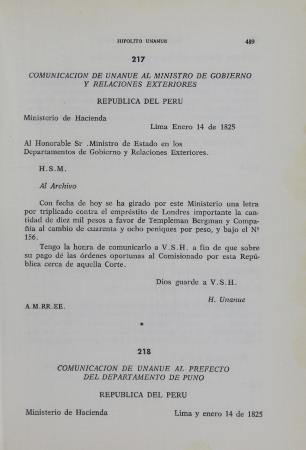 HIPOLITO UNANUE 489
217
COMUNICACION DE UNANUE AL MINISTRO DE GOBIERNO
Y RELACIONES EXTERIORES
REPUBLICA DEL PERU
Ministerio de Hacienda
Lima Enero 14 de 1825
Al Honorable Sr .Ministro de Estado en los
Departamentos de Gobierno y Relaciones Exteriores.
H.S.M.
Al Archivo
Con fecha de hoy se ha girado por este Ministerio una letra
por triplicado contra el empréstito de Londres importante la can-
tidad de diez mil pesos a favor de Templeman Bergman y Compa-
ñía al cambio de cuarenta y ocho peniques por peso, y bajo el Nº
156.
Tengo la honra de comunicarlo a V.S.H. a fin de que sobre
su pago dé las órdenes oportunas al Comisionado por esta Repú-
blica cerca de aquella Corte.
Dios guarde a V.S.H.
H. Unanue
A.M.RR.EE.
*
218
COMUNICACION DE UNANUE AL PREFECTO
DEL DEPARTAMENTO DE PUNO
REPUBLICA DEL PERU
Ministerio de Hacienda Lima y enero 14 de 1825